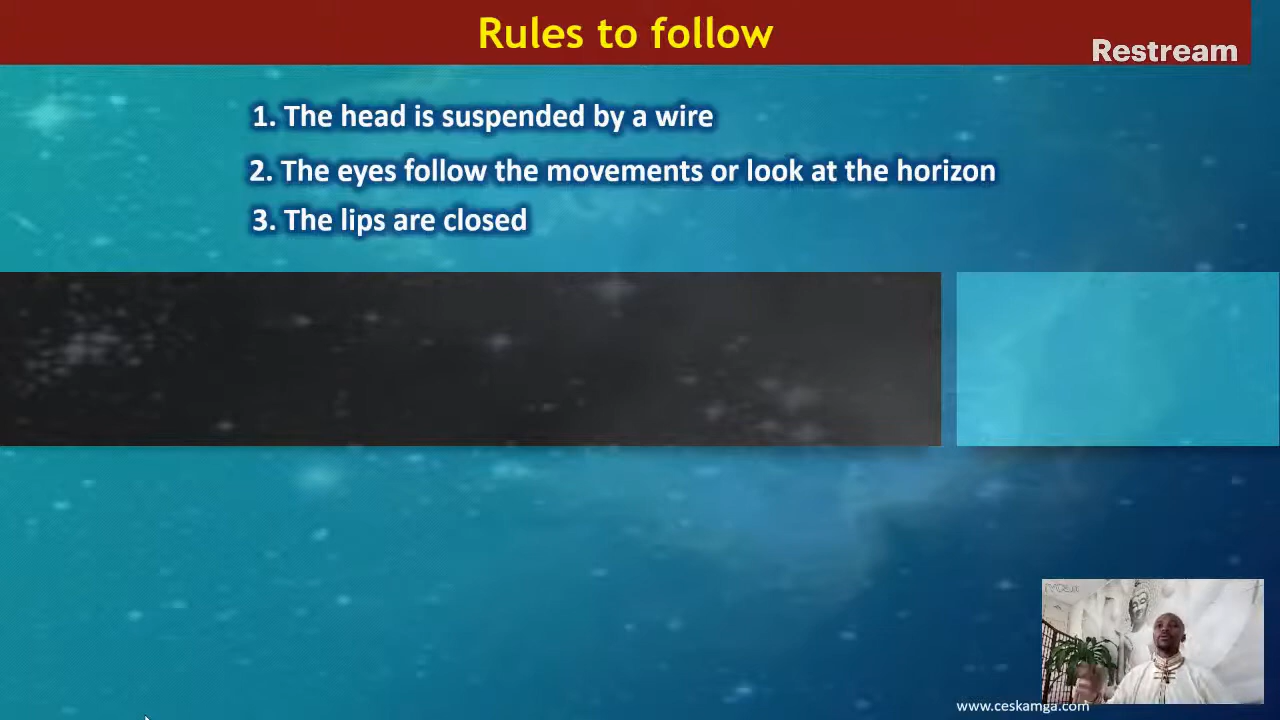 Rules to follow
Restream
1. The head is suspended by a wire
2. The eyes follow the movements or look at the horizon
3. The lips are closed
www.ceskamga.com